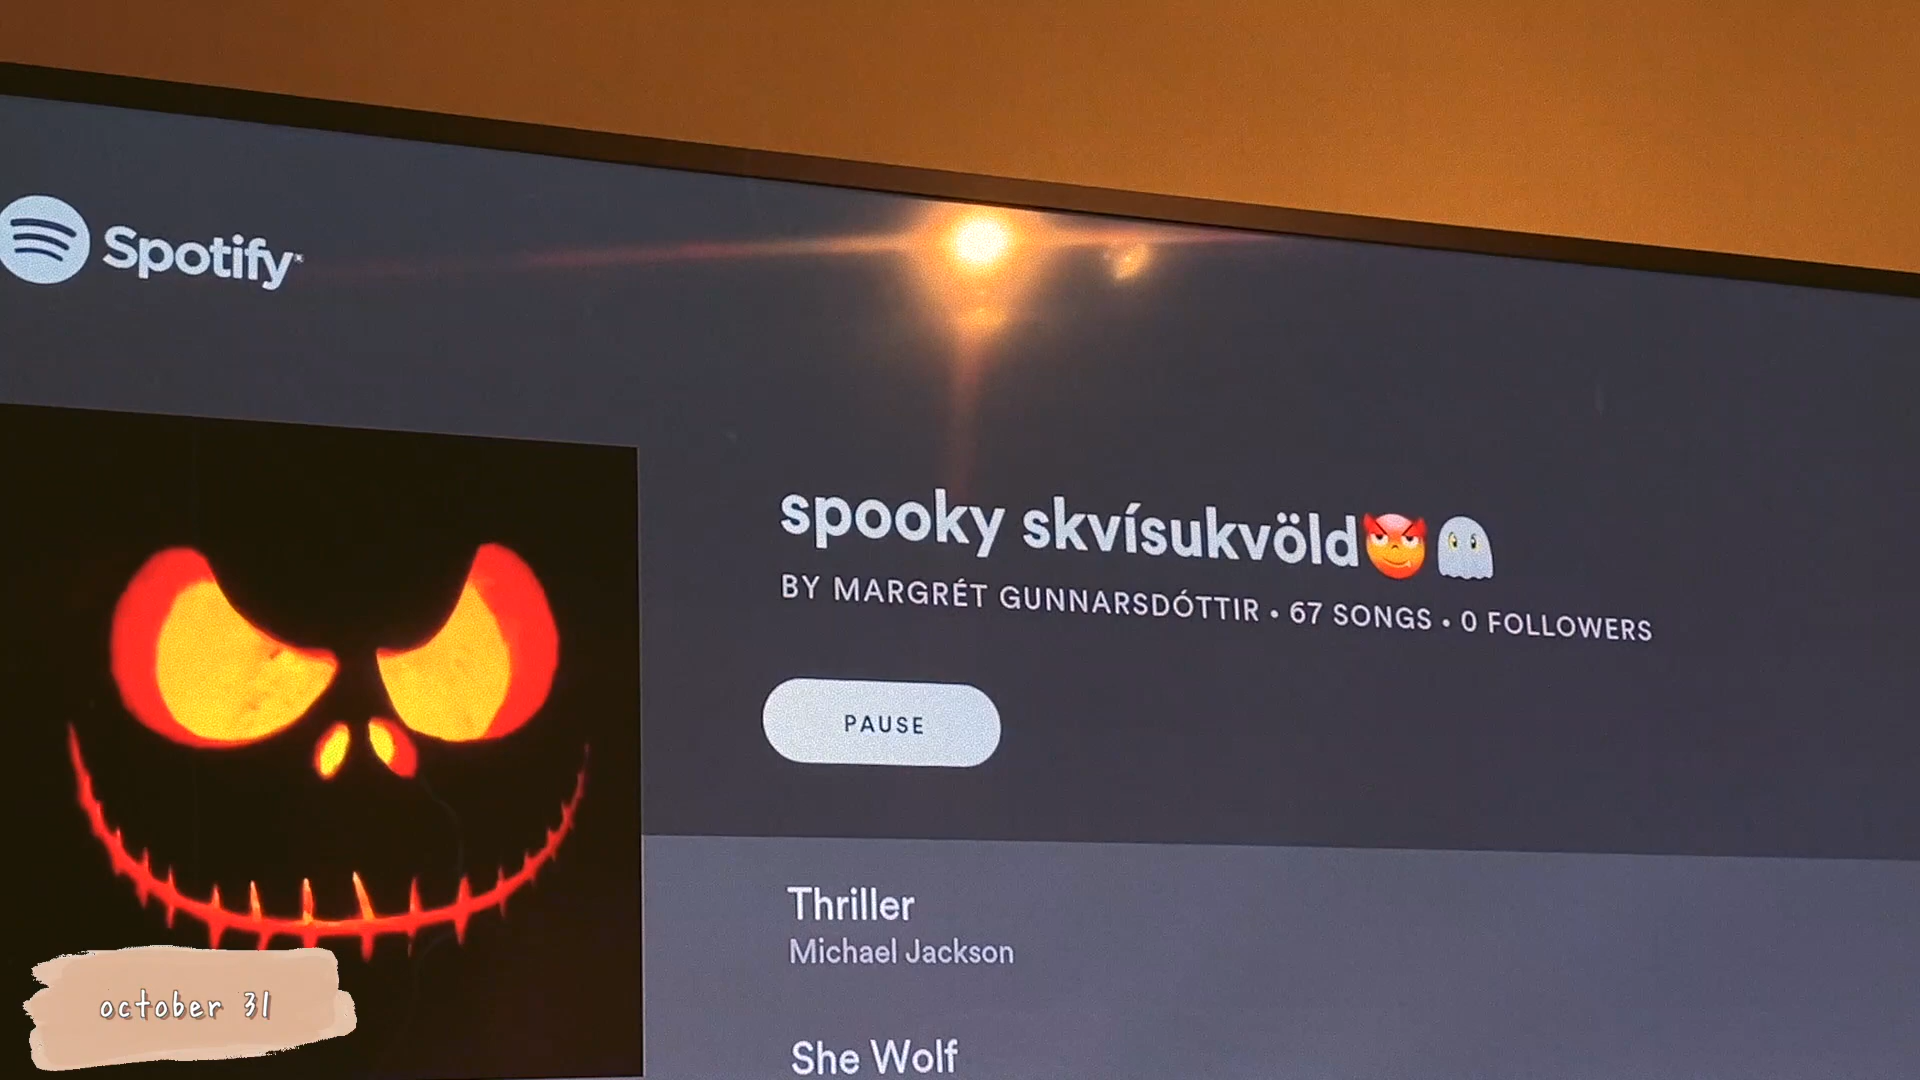 Spotify
spooky skvísukvöld😈👻
BY MARGRÉT GUNNARSDÓTTIR • 67 SONGS • 0 FOLLOWERS
PAUSE
Thriller
Michael Jackson
She Wolf
october 31